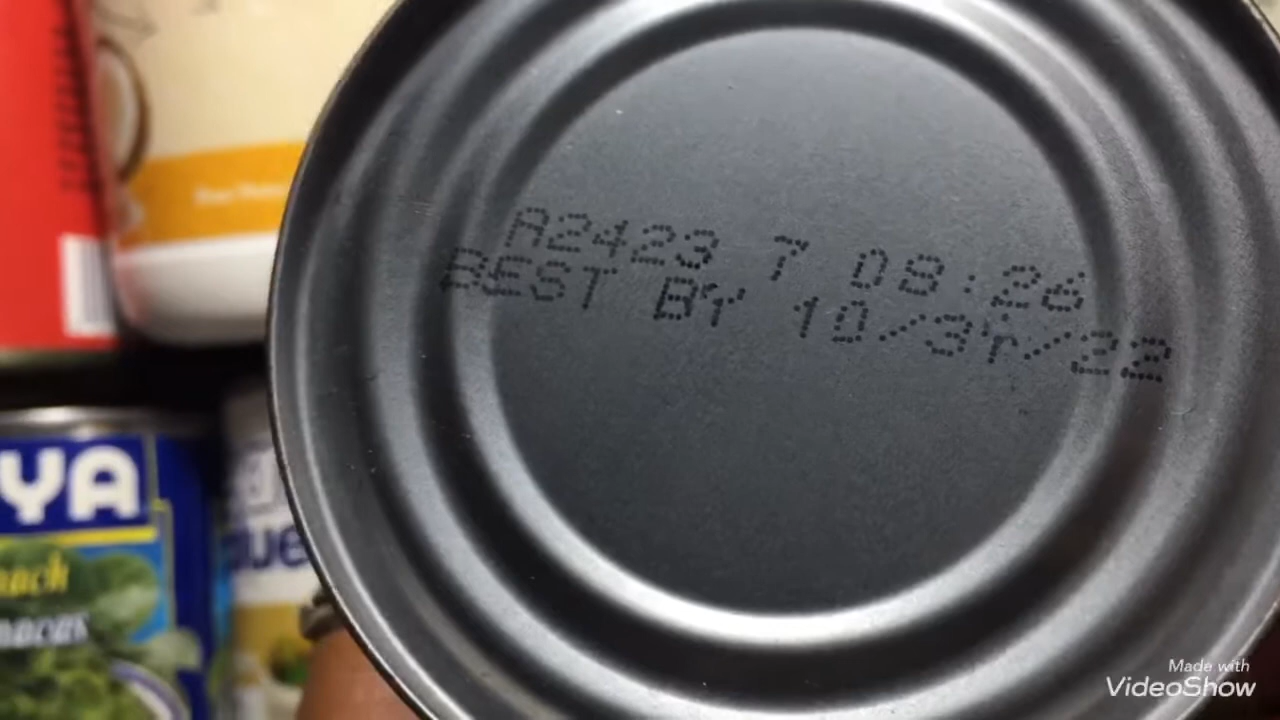 A2423 7 08:26
BEST BY 10/31/22
YA
Made with
VideoShow